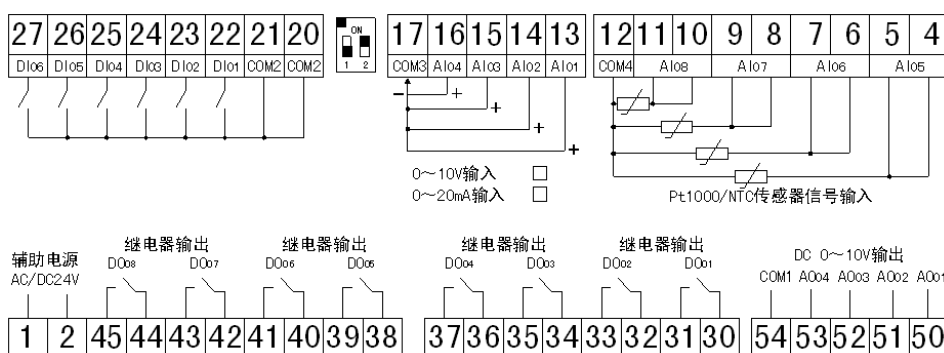 27 26 25 24 23 22 21 20 ON 17 16 15 14 13 12 11 10 9 8 7 6 5 4
DI06 DI05 DI04 DI03 DI02 DI01 COM2 COM2 1 2 COM3 AI04 AI03 AI02 AI01 COM4 AI08 AI07 AI06 AI05
- +
+
+
+
0～10V输入
0～20mA输入
Pt1000/NTC传感器信号输入
辅助电源 继电器输出 继电器输出 继电器输出 继电器输出 DC 0～10V输出
AC/DC24V DO08 DO07 DO06 DO05 DO04 DO03 DO02 DO01 COM1 AO04 AO03 AO02 AO01
1 2 45 44 43 42 41 40 39 38 37 36 35 34 33 32 31 30 54 53 52 51 50